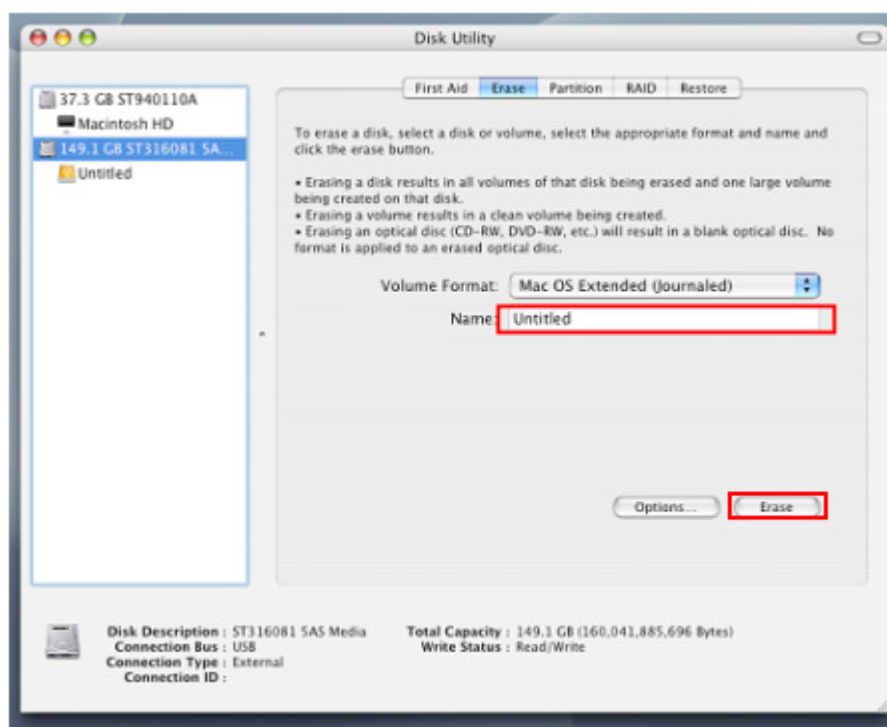 Disk Utility
37.3 GB ST940110A
Macintosh HD
149.1 GB ST316081 5A...
Untitled
First Aid Erase Partition RAID Restore
To erase a disk, select a disk or volume, select the appropriate format and name and
click the erase button.
• Erasing a disk results in all volumes of that disk being erased and one large volume
being created on that disk.
• Erasing a volume results in a clean volume being created.
• Erasing an optical disc (CD-RW, DVD-RW, etc.) will result in a blank optical disc. No
format is applied to an erased optical disc.
Volume Format: Mac OS Extended (Journaled)
Name: Untitled
Options... Erase
Disk Description : ST316081 5AS Media
Connection Bus : USB
Connection Type : External
Connection ID :
Total Capacity : 149.1 GB (160,041,885,696 Bytes)
Write Status : Read/Write